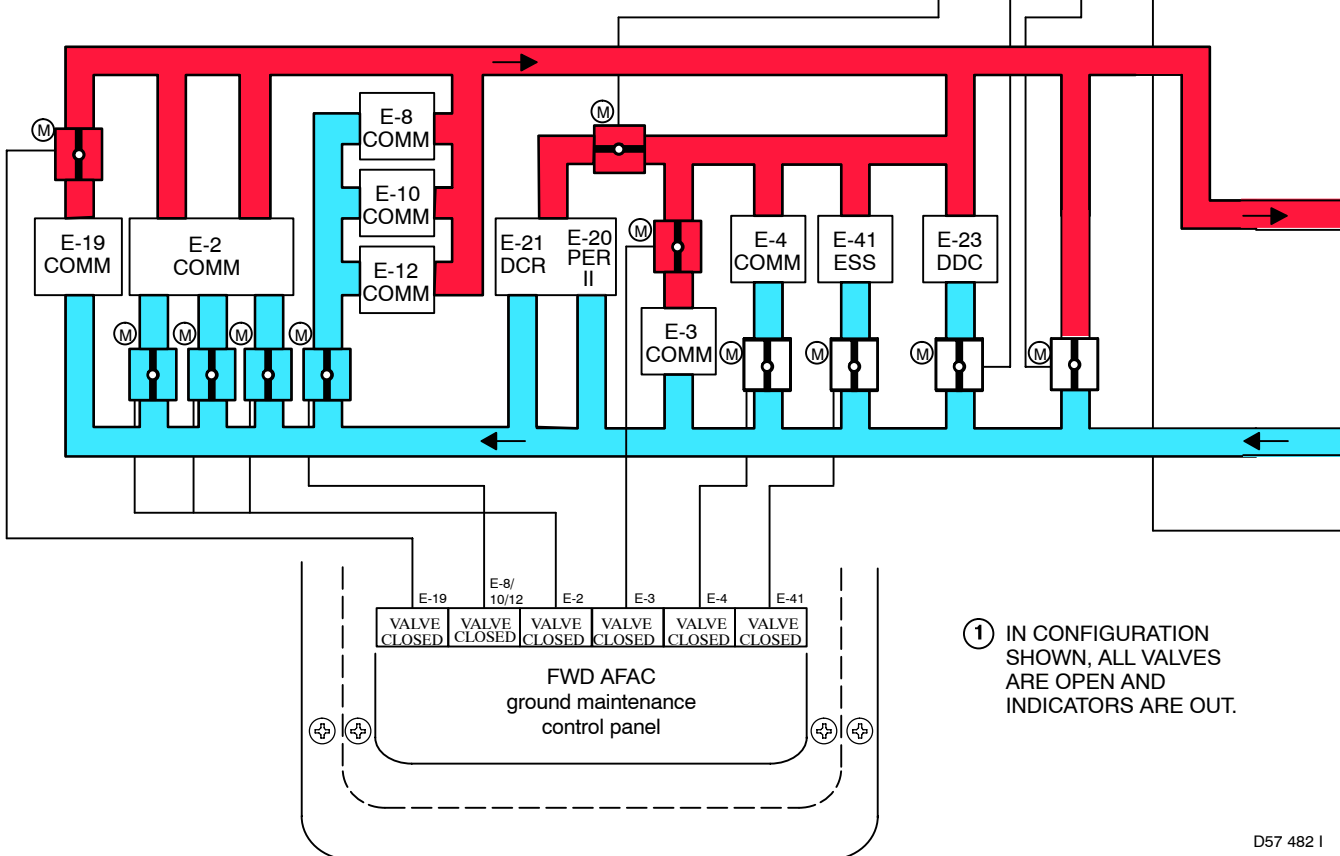 M
M
E-8
COMM
E-10
COMM
E-12
COMM
E-19
COMM
E-2
COMM
E-21
DCR
E-20
PER
II
M
E-4
COMM
E-41
ESS
E-23
DDC
E-3
COMM
M
M
M
M
M
M
M
M
E-19
E-8/
10/12
E-2
E-3
E-4
E-41
VALVE
CLOSED
VALVE
CLOSED
VALVE
CLOSED
VALVE
CLOSED
VALVE
CLOSED
VALVE
CLOSED
FWD AFAC
ground maintenance
control panel
1 IN CONFIGURATION
SHOWN, ALL VALVES
ARE OPEN AND
INDICATORS ARE OUT.
D57 482 I